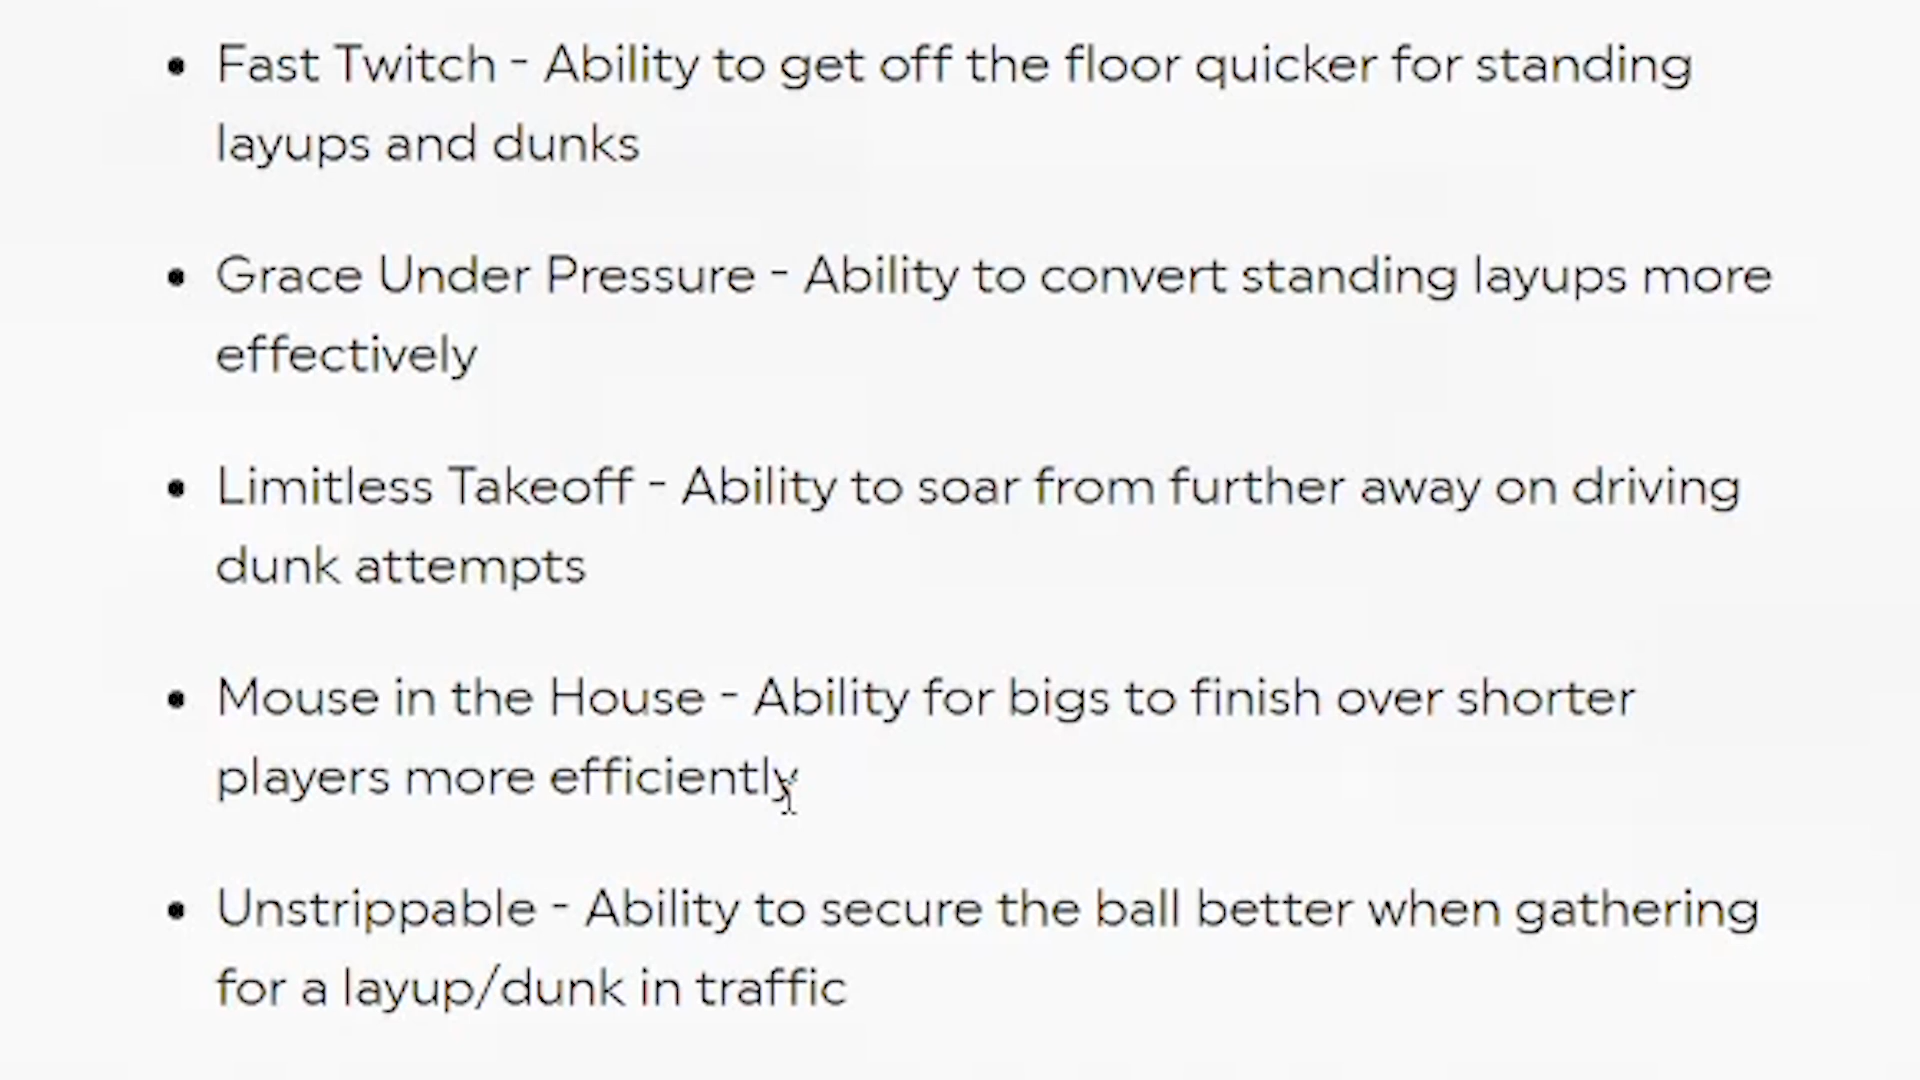 • Fast Twitch - Ability to get off the floor quicker for standing
layups and dunks
• Grace Under Pressure - Ability to convert standing layups more
effectively
• Limitless Takeoff - Ability to soar from further away on driving
dunk attempts
• Mouse in the House - Ability for bigs to finish over shorter
players more efficiently
• Unstrippable - Ability to secure the ball better when gathering
for a layup/dunk in traffic